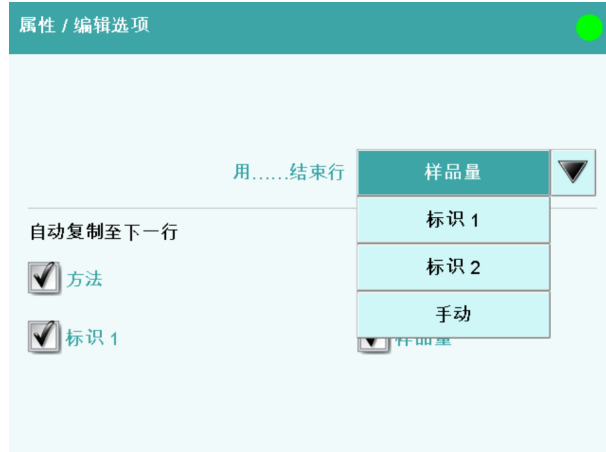 属性 / 编辑选项
用……结束行
样品量
标识 1
标识 2
手动
自动复制至下一行
方法
标识 1
样品量